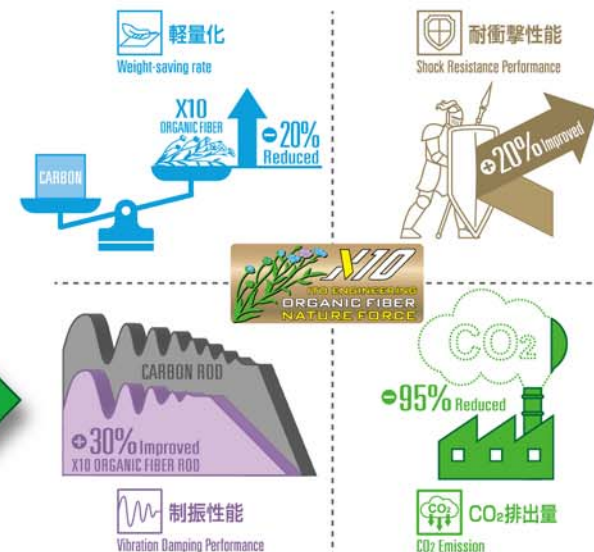 軽量化
Weight-saving rate
X10
ORGANIC FIBER
−20%
Reduced
CARBON
耐衝撃性能
Shock Resistance Performance
+20% Improved
X10
ITO ENGINEERING
ORGANIC FIBER
NATURE FORCE
CARBON ROD
+30% Improved
X10 ORGANIC FIBER ROD
制振性能
Vibration Damping Performance
CO2
−95% Reduced
CO2
CO2排出量
CO2 Emission